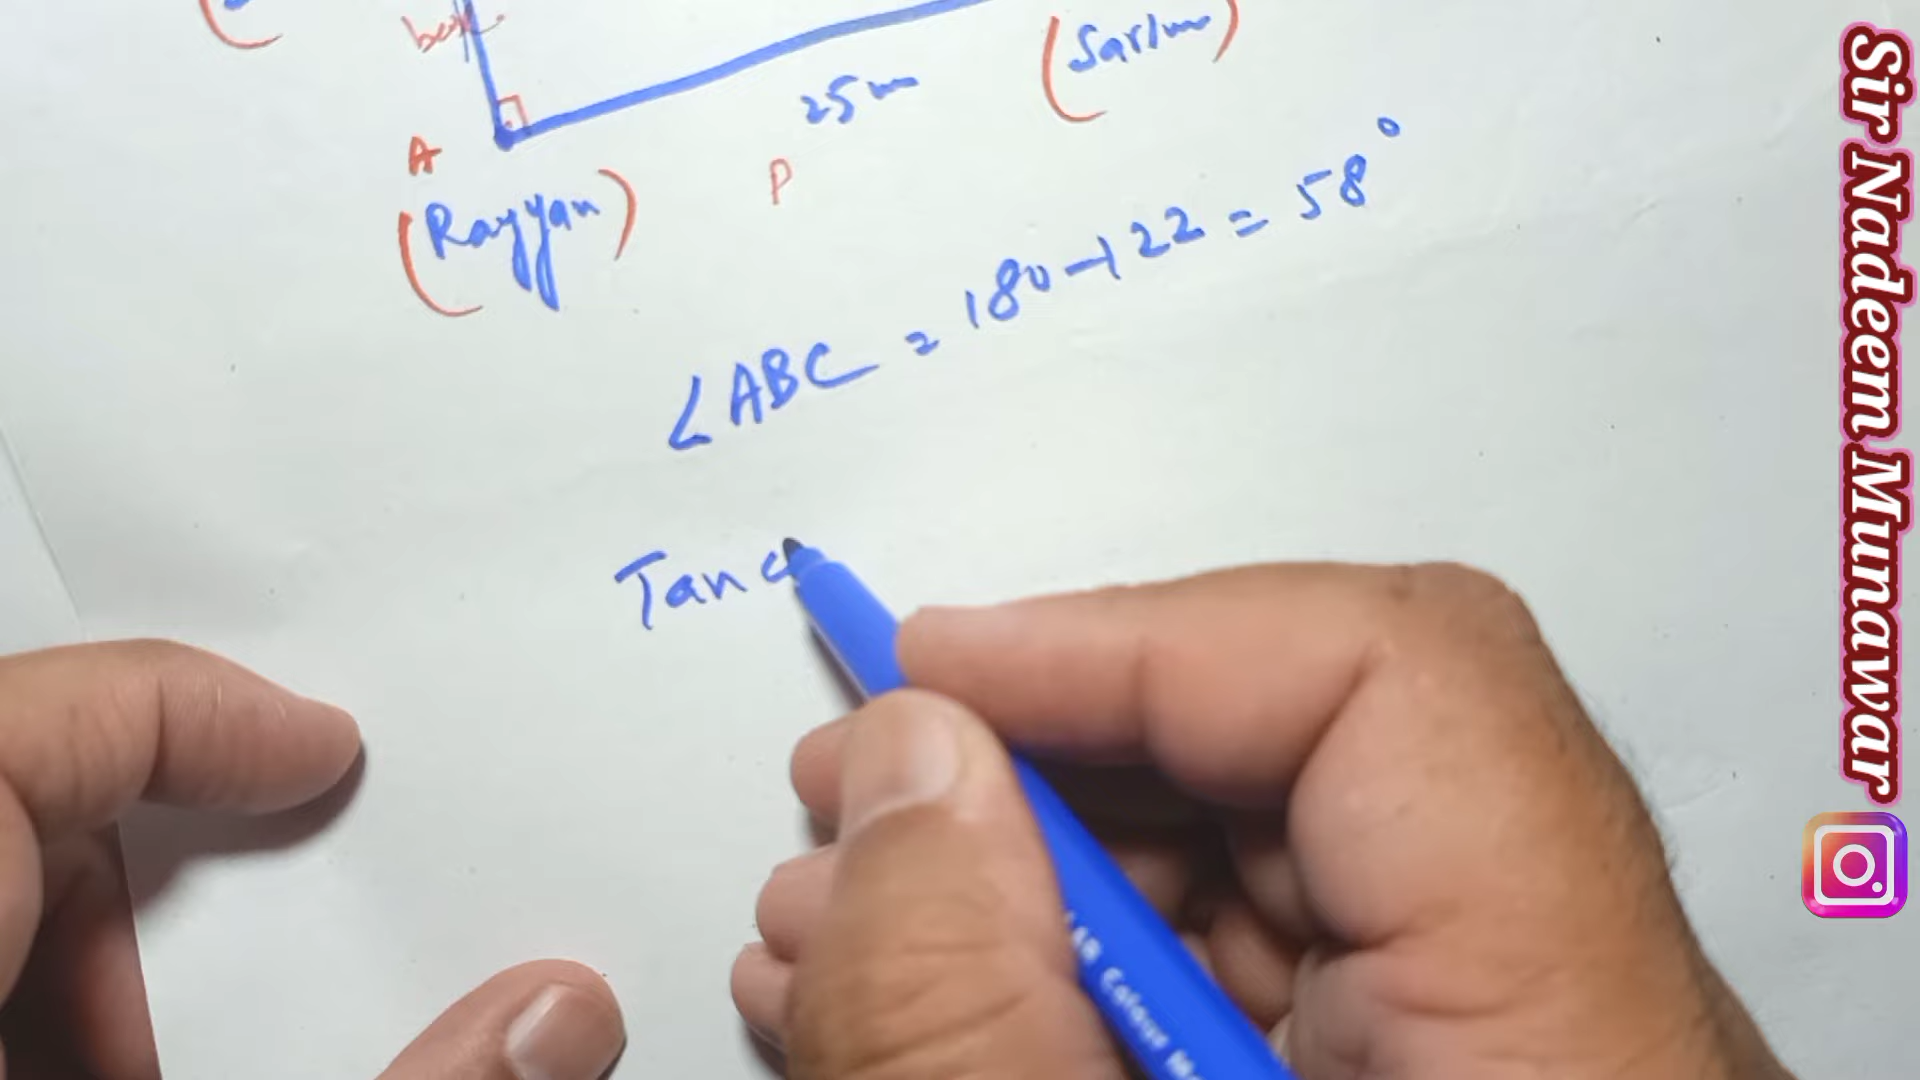 25m
(Sarim)
A
P
(Rayyan)
∠ABC = 180-122 = 58°
Tan
Sir Nadeem Munawar